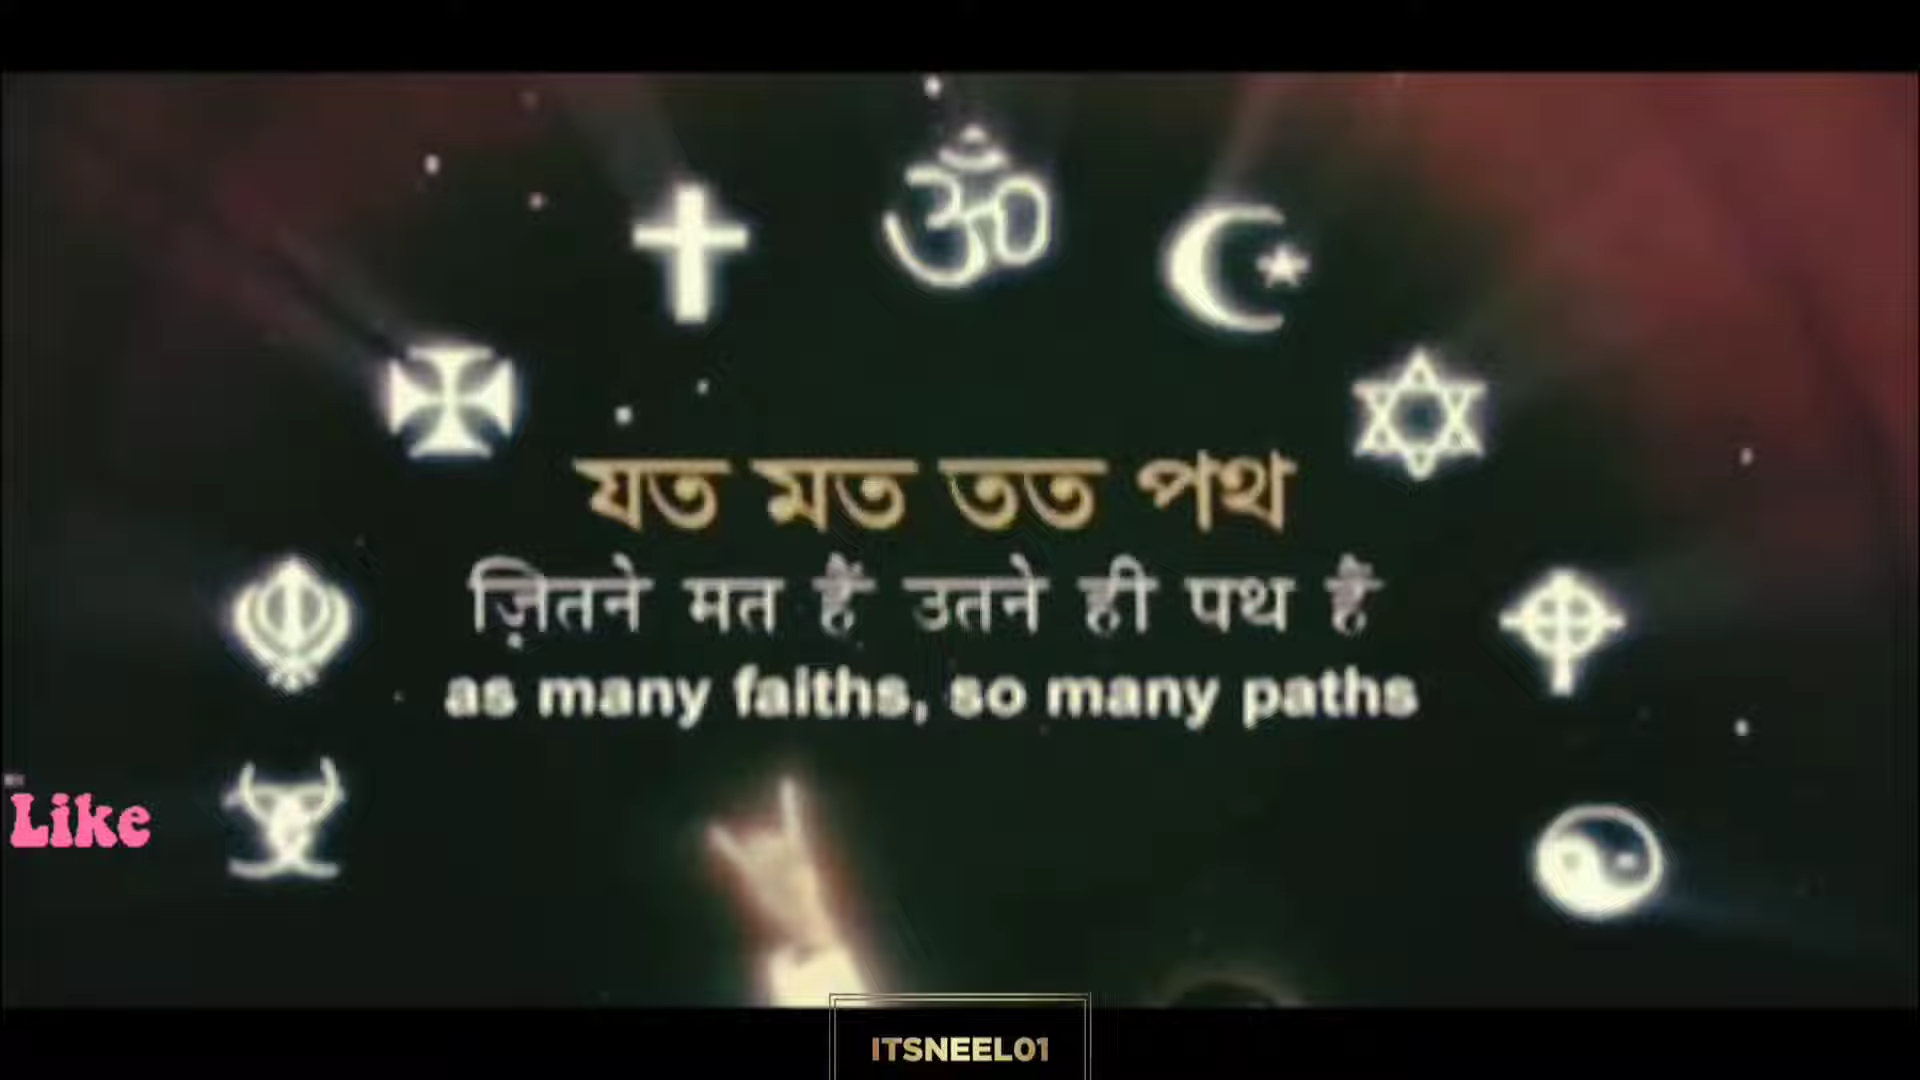 যত মত তত পথ
ज़ितने मत हैं उतने ही पथ हैं
as many faiths, so many paths
Like
ITSNEEL01